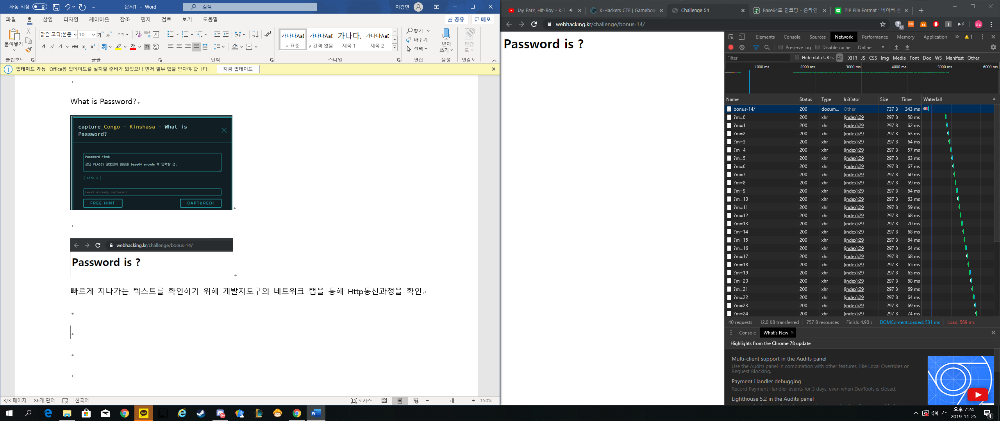 자동 저장 끔
문서1 - Word
검색
이경민
파일 홈 삽입 디자인 레이아웃 참조 편지 검토 보기 도움말
공유 메모
붙여넣기
클립보드
맑은 고딕(본문 10
글꼴
단락
가나다AaB 가나다AaB 가나다, 가나다AaB
표준 간격 없음 제목 1 제목 2
스타일
찾기
바꾸기
선택
편집
받아
쓰기
음성
민감
도
민감도
업데이트 가능 Office용 업데이트를 설치할 준비가 되었으나 먼저 일부 앱을 닫아야 합니다. 지금 업데이트
What is Password?
capture_Congo - Kinshasa - What is
Password?
PassWord Find!
정답 FLAG{} 괄호안에 내용을 base64 encode 후 입력할 것.
[ Link 1 ]
Level already captured:
FREE HINT CAPTURED!
webhacking.kr/challenge/bonus-14/
Password is ?
빠르게 지나가는 텍스트를 확인하기 위해 개발자도구의 네트워크 탭을 통해 Http통신과정을 확인
3/3 페이지 86개 단어 한국어 포커스 150%
Jay Park, Hit-Boy - K-T
K-Hackers CTF | Gameboa
Challenge 54
Base64로 인코딩 - 온라인
ZIP File Format : 네이버 블
webhacking.kr/challenge/bonus-14/
경민
Password is ?
Elements Console Sources Network Performance Memory Application 1
Preserve log Disable cache Online
Filter Hide data URLs All XHR JS CSS Img Media Font Doc WS Manifest Other
1000 ms 2000 ms 3000 ms 4000 ms 5000 ms 6000 ms
Name Status Type Initiator Size Time Waterfall
bonus-14/ 200 docum... Other 737 B 343 ms
?m=0 200 xhr (index):29 297 B 58 ms
?m=1 200 xhr (index):29 297 B 62 ms
?m=2 200 xhr (index):29 297 B 63 ms
?m=3 200 xhr (index):29 297 B 64 ms
?m=4 200 xhr (index):29 297 B 57 ms
?m=5 200 xhr (index):29 297 B 63 ms
?m=6 200 xhr (index):29 297 B 67 ms
?m=7 200 xhr (index):29 297 B 60 ms
?m=8 200 xhr (index):29 297 B 59 ms
?m=9 200 xhr (index):29 297 B 64 ms
?m=10 200 xhr (index):29 297 B 63 ms
?m=11 200 xhr (index):29 297 B 59 ms
?m=12 200 xhr (index):29 297 B 68 ms
?m=13 200 xhr (index):29 297 B 70 ms
?m=14 200 xhr (index):29 297 B 68 ms
?m=15 200 xhr (index):29 297 B 64 ms
?m=16 200 xhr (index):29 297 B 64 ms
?m=17 200 xhr (index):29 297 B 68 ms
?m=18 200 xhr (index):29 297 B 65 ms
?m=19 200 xhr (index):29 297 B 65 ms
?m=20 200 xhr (index):29 297 B 68 ms
?m=21 200 xhr (index):29 297 B 69 ms
?m=22 200 xhr (index):29 297 B 64 ms
?m=23 200 xhr (index):29 297 B 69 ms
?m=24 200 xhr (index):29 297 B 74 ms
40 requests 12.0 KB transferred 757 B resources Finish: 4.90 s DOMContentLoaded: 531 ms Load: 569 ms
Console What's New
Highlights from the Chrome 78 update
Multi-client support in the Audits panel
Use the Audits panel in combination with other features, like Local Overrides or
Request Blocking.
Payment Handler debugging
Record Payment Handler events for 3 days, even when DevTools is closed.
Lighthouse 5.2 in the Audits panel
TALK
가
오후 7:24
2019-11-25
4